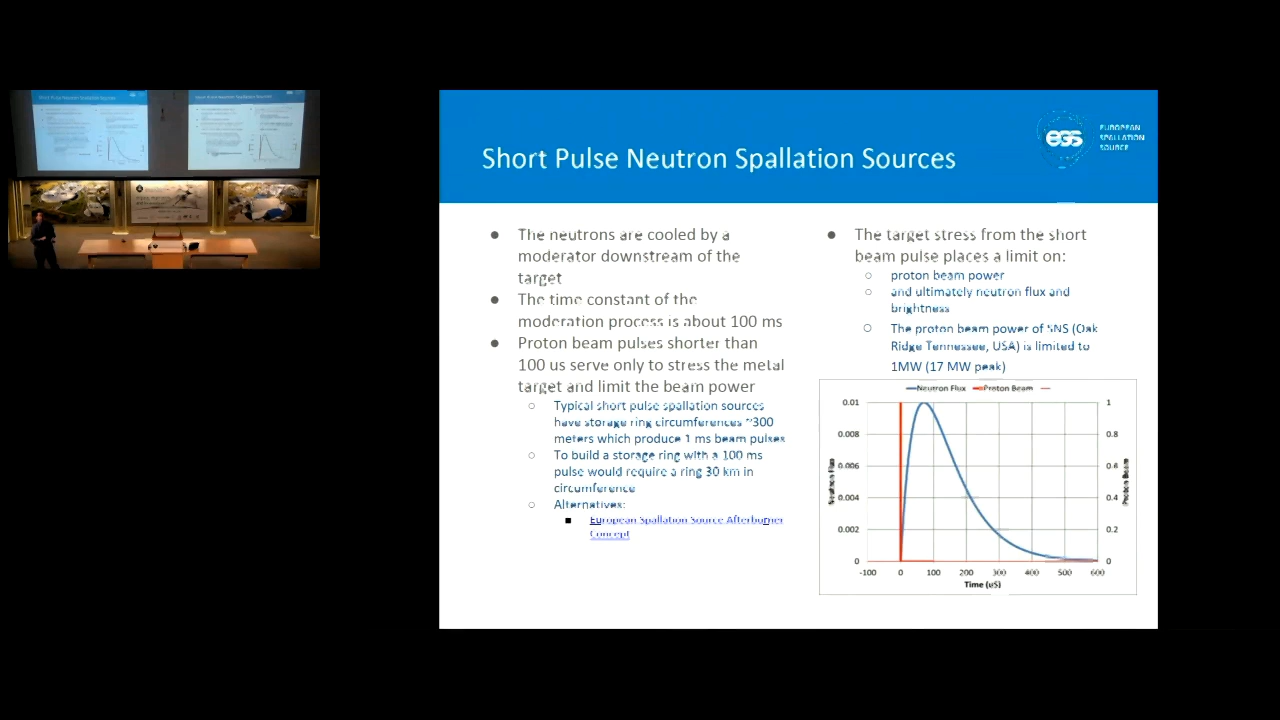 Short Pulse Neutron Spallation Sources
ess
EUROPEAN
SPALLATION
SOURCE
● The neutrons are cooled by a
moderator downstream of the
target
● The time constant of the
moderation process is about 100 ms
● Proton beam pulses shorter than
100 us serve only to stress the metal
target and limit the beam power
○ Typical short pulse spallation sources
have storage ring circumferences ~300
meters which produce 1 ms beam pulses
○ To build a storage ring with a 100 ms
pulse would require a ring 30 km in
circumference
○ Alternatives:
■ European Spallation Source Afterburner
Concept
● The target stress from the short
beam pulse places a limit on:
○ proton beam power
○ and ultimately neutron flux and
brightness
○ The proton beam power of SNS (Oak
Ridge Tennessee, USA) is limited to
1MW (17 MW peak)
Neutron Flux Proton Beam
0.01 1
0.008 0.8
0.006 0.6
0.004 0.4
0.002 0.2
0 0
Neutron Flux
Proton Beam
-100 0 100 200 300 400 500 600
Time (uS)